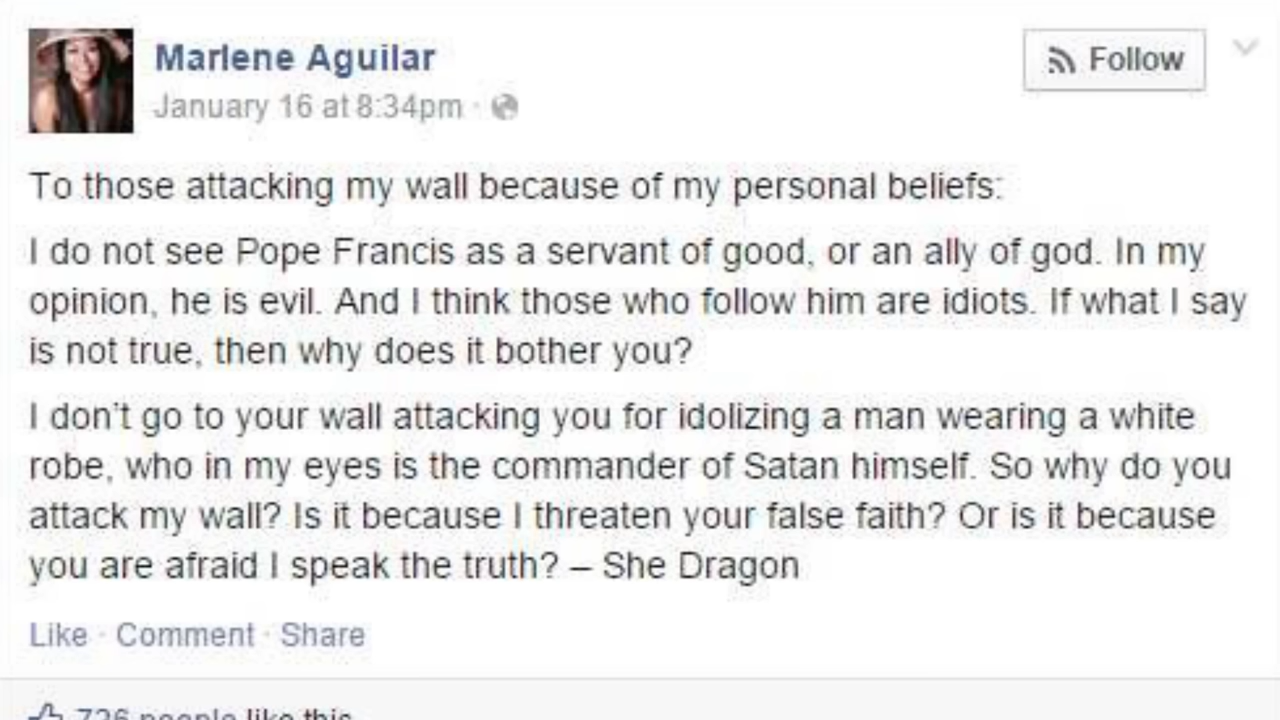 Marlene Aguilar
Follow
January 16 at 8:34pm ·
To those attacking my wall because of my personal beliefs:
I do not see Pope Francis as a servant of good, or an ally of god. In my
opinion, he is evil. And I think those who follow him are idiots. If what I say
is not true, then why does it bother you?
I don't go to your wall attacking you for idolizing a man wearing a white
robe, who in my eyes is the commander of Satan himself. So why do you
attack my wall? Is it because I threaten your false faith? Or is it because
you are afraid I speak the truth? – She Dragon
Like · Comment · Share
726 people like this